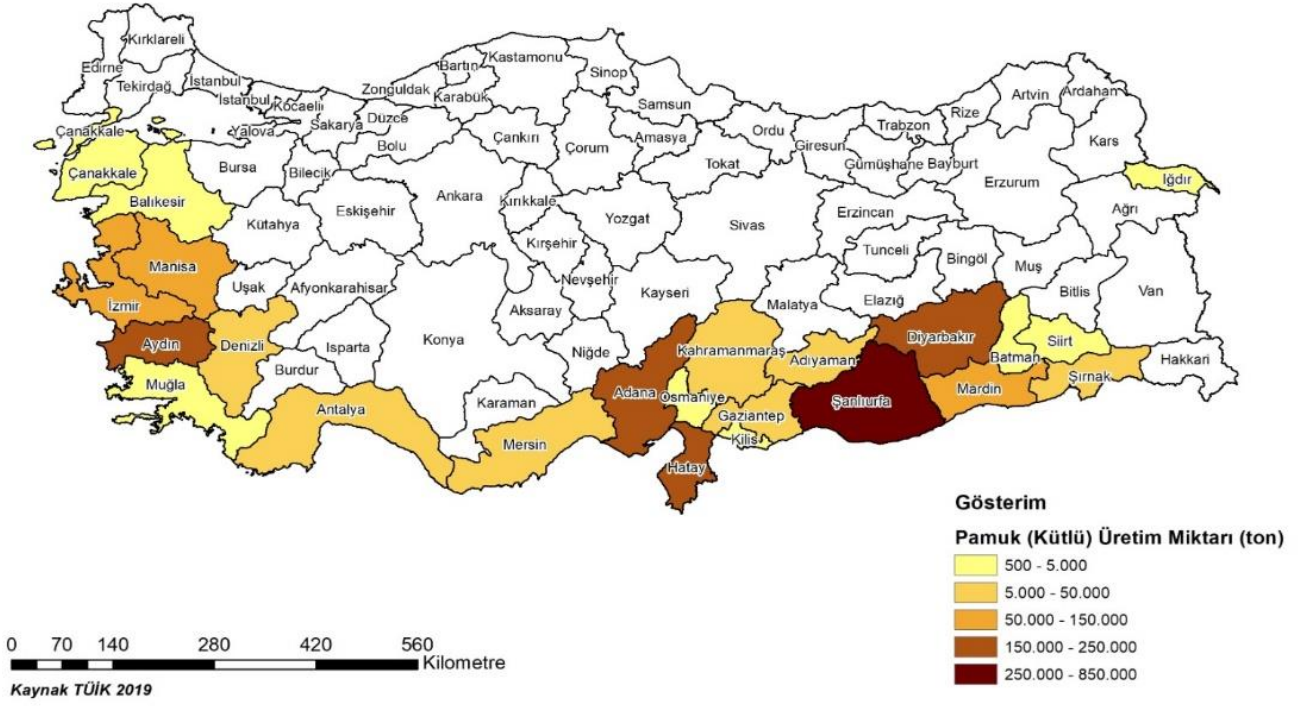 Kırklareli
Edirne
Tekirdağ
İstanbul
İstanbul
Kocaeli
Yalova
Sakarya
Düzce
Zonguldak
Bartın
Karabük
Kastamonu
Sinop
Samsun
Ordu
Giresun
Trabzon
Rize
Artvin
Ardahan
Kars
Çanakkale
Çanakkale
Balıkesir
Bursa
Bilecik
Bolu
Çankırı
Çorum
Amasya
Tokat
Gümüşhane
Bayburt
Erzurum
Iğdır
Ağrı
Kütahya
Eskişehir
Ankara
Kırıkkale
Yozgat
Sivas
Erzincan
Tunceli
Bingöl
Muş
Bitlis
Van
Manisa
İzmir
Uşak
Afyonkarahisar
Kırşehir
Nevşehir
Aksaray
Kayseri
Malatya
Elazığ
Aydın
Denizli
Isparta
Burdur
Konya
Niğde
Kahramanmaraş
Adıyaman
Diyarbakır
Batman
Siirt
Şırnak
Hakkari
Muğla
Antalya
Karaman
Mersin
Adana
Osmaniye
Gaziantep
Kilis
Şanlıurfa
Mardin
Hatay
Gösterim
Pamuk (Kütlü) Üretim Miktarı (ton)
500 - 5.000
5.000 - 50.000
50.000 - 150.000
150.000 - 250.000
250.000 - 850.000
0 70 140 280 420 560
Kilometre
Kaynak TÜİK 2019